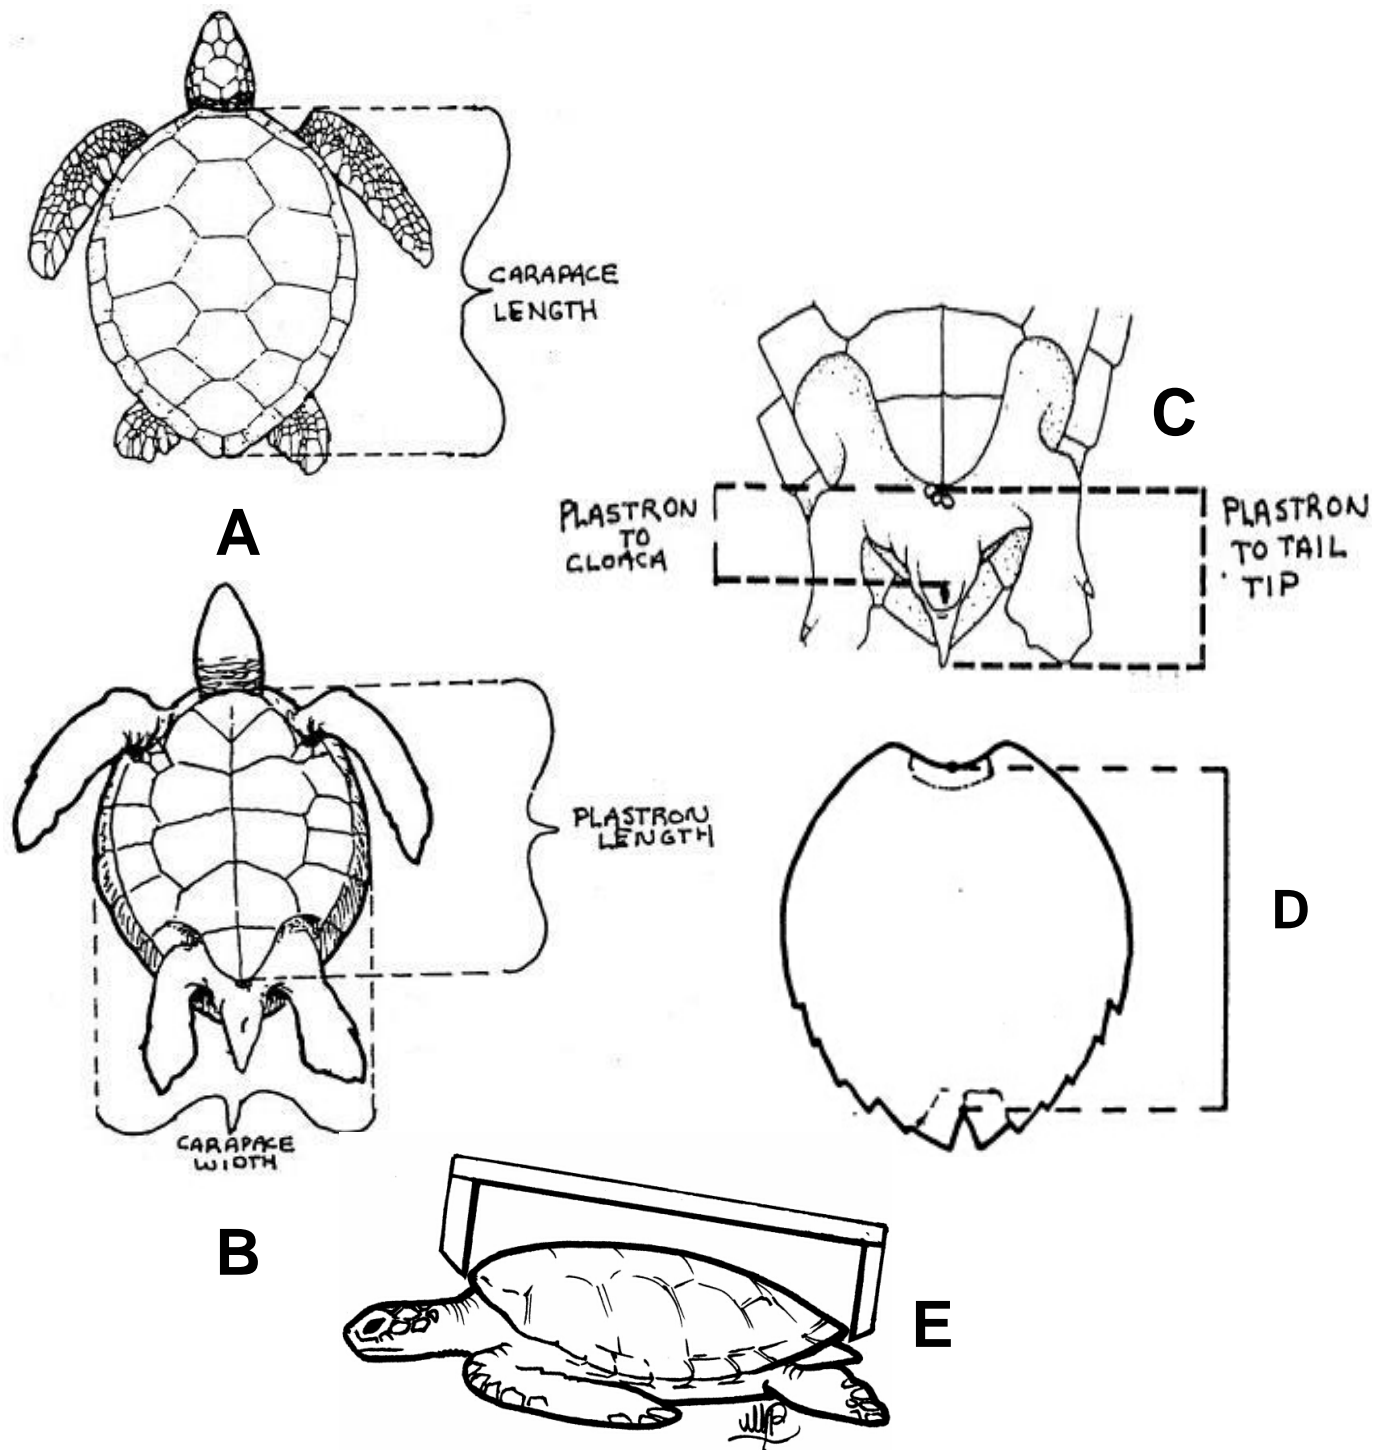 CARAPACE
LENGTH
A
C
PLASTRON
TO
CLOACA
PLASTRON
TO TAIL
TIP
PLASTRON
LENGTH
D
CARAPACE
WIDTH
B
E